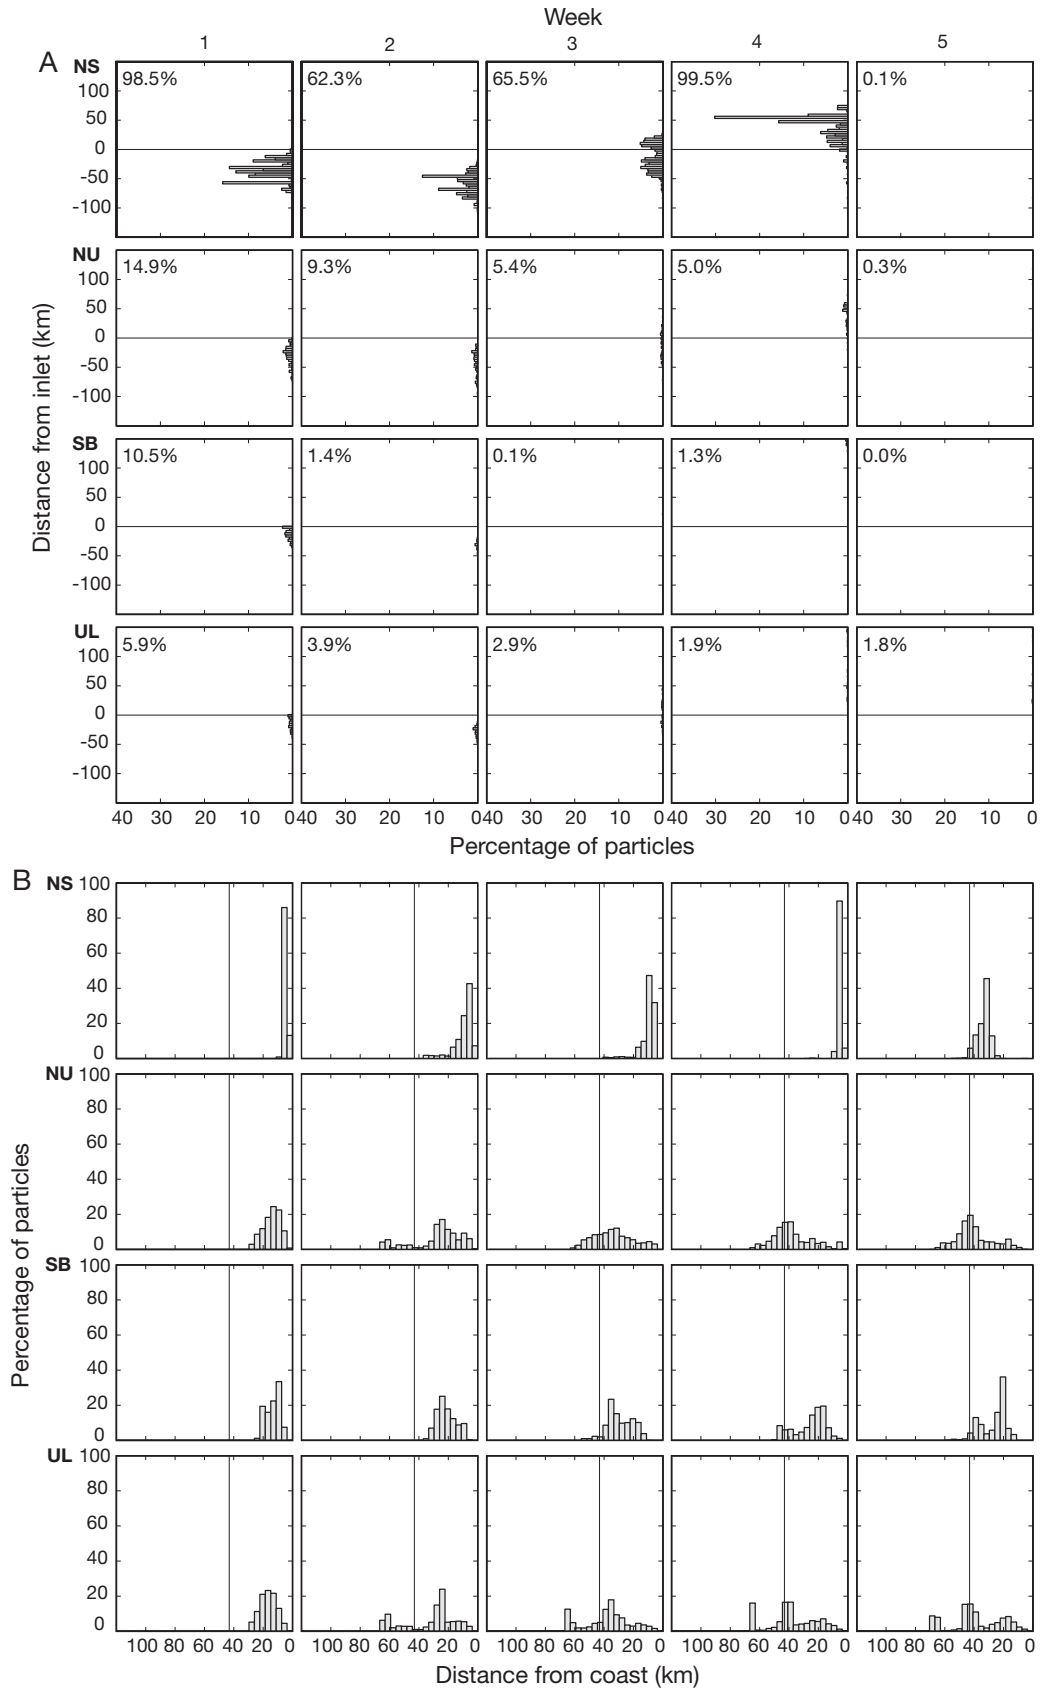 Week
1 2 3 4 5
A NS
98.5% 62.3% 65.5% 99.5% 0.1%
100
50
0
-50
-100
NU
14.9% 9.3% 5.4% 5.0% 0.3%
100
50
0
-50
-100
SB
10.5% 1.4% 0.1% 1.3% 0.0%
100
50
0
-50
-100
UL
5.9% 3.9% 2.9% 1.9% 1.8%
100
50
0
-50
-100
Distance from inlet (km)
40 30 20 10 0 40 30 20 10 0 40 30 20 10 0 40 30 20 10 0 40 30 20 10 0
Percentage of particles
B NS
100
80
60
40
20
0
NU
100
80
60
40
20
0
SB
100
80
60
40
20
0
UL
100
80
60
40
20
0
Percentage of particles
100 80 60 40 20 0 100 80 60 40 20 0 100 80 60 40 20 0 100 80 60 40 20 0 100 80 60 40 20 0
Distance from coast (km)